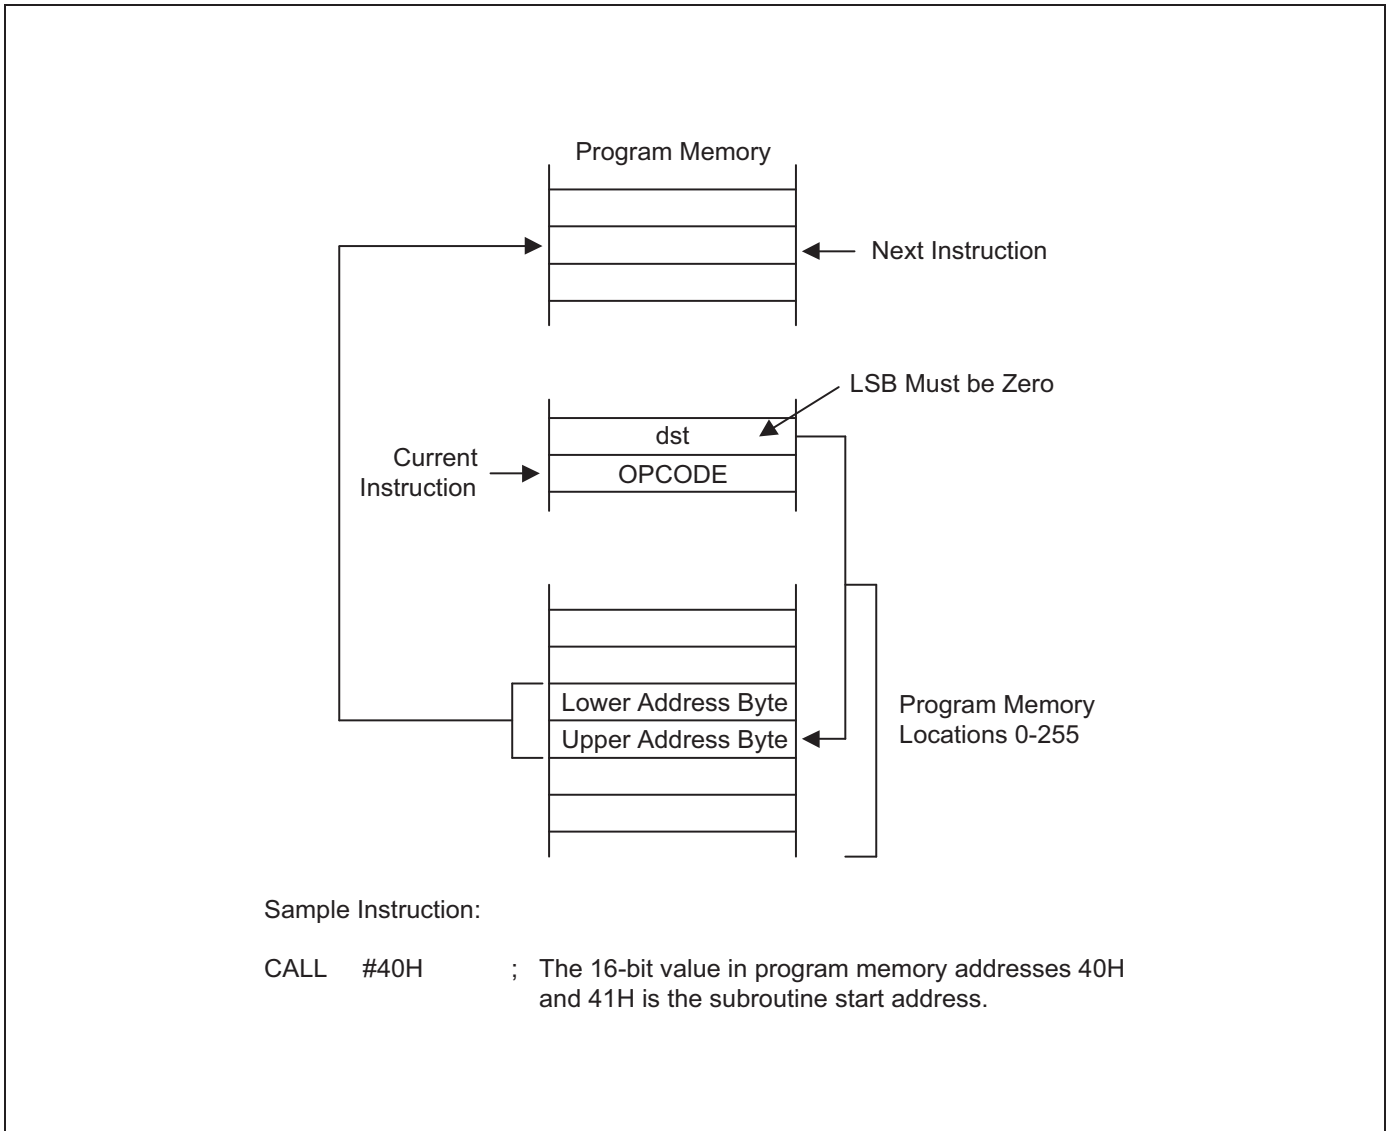 Program Memory
Next Instruction
LSB Must be Zero
dst
Current
Instruction
OPCODE
Lower Address Byte
Upper Address Byte
Program Memory
Locations 0-255
Sample Instruction:
CALL #40H ; The 16-bit value in program memory addresses 40H
and 41H is the subroutine start address.